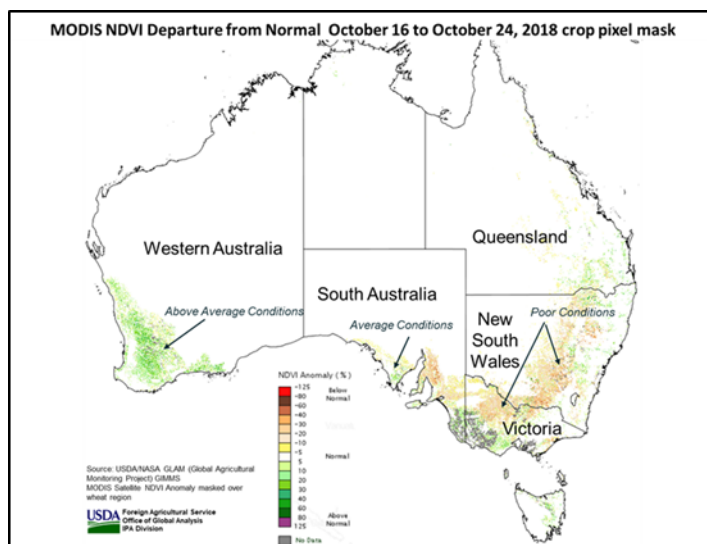 MODIS NDVI Departure from Normal October 16 to October 24, 2018 crop pixel mask
Western Australia
Queensland
South Australia
Above Average Conditions
Average Conditions
New
South
Wales
Poor Conditions
Victoria
NDVI Anomaly (%)
-125
-80
-60
-40
-30
-20
-10
-5
5
10
20
30
40
60
80
125
No Data
Below
Normal
Normal
Above
Normal
Source: USDA/NASA GLAM (Global Agricultural
Monitoring Project) GIMMS
MODIS Satellite NDVI Anomaly masked over
wheat region
USDA
Foreign Agricultural Service
Office of Global Analysis
IPA Division